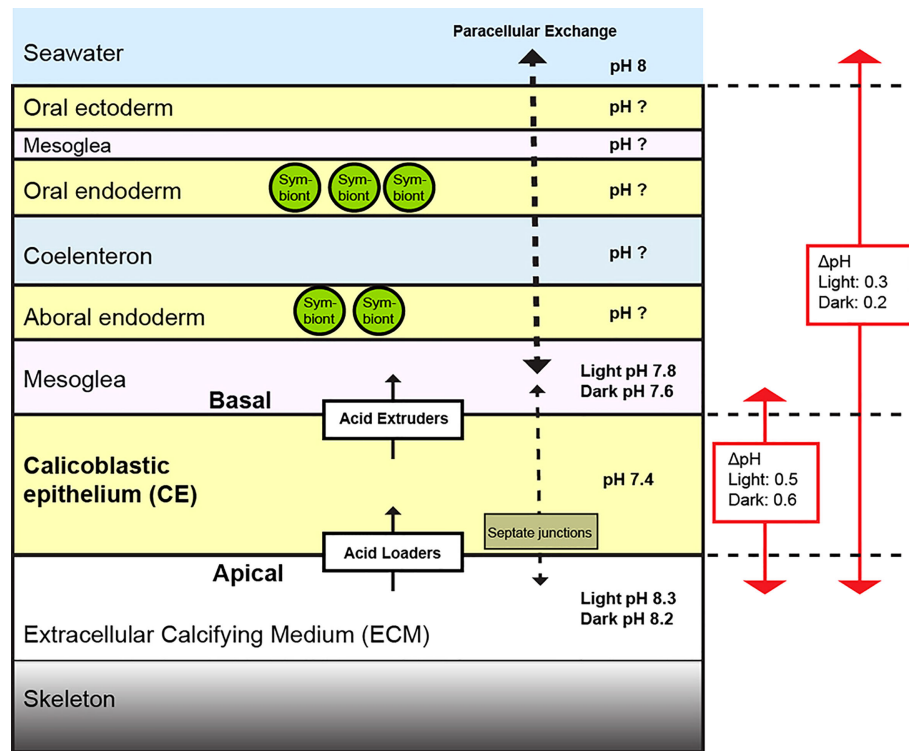 Paracellular Exchange
Seawater
pH 8
Oral ectoderm
pH ?
Mesoglea
pH ?
Oral endoderm
Sym-
biont
Sym-
biont
Sym-
biont
pH ?
Coelenteron
pH ?
ΔpH
Light: 0.3
Dark: 0.2
Aboral endoderm
Sym-
biont
Sym-
biont
pH ?
Mesoglea
Light pH 7.8
Dark pH 7.6
Basal
Acid Extruders
Calicoblastic
epithelium (CE)
pH 7.4
ΔpH
Light: 0.5
Dark: 0.6
Septate junctions
Acid Loaders
Apical
Light pH 8.3
Dark pH 8.2
Extracellular Calcifying Medium (ECM)
Skeleton